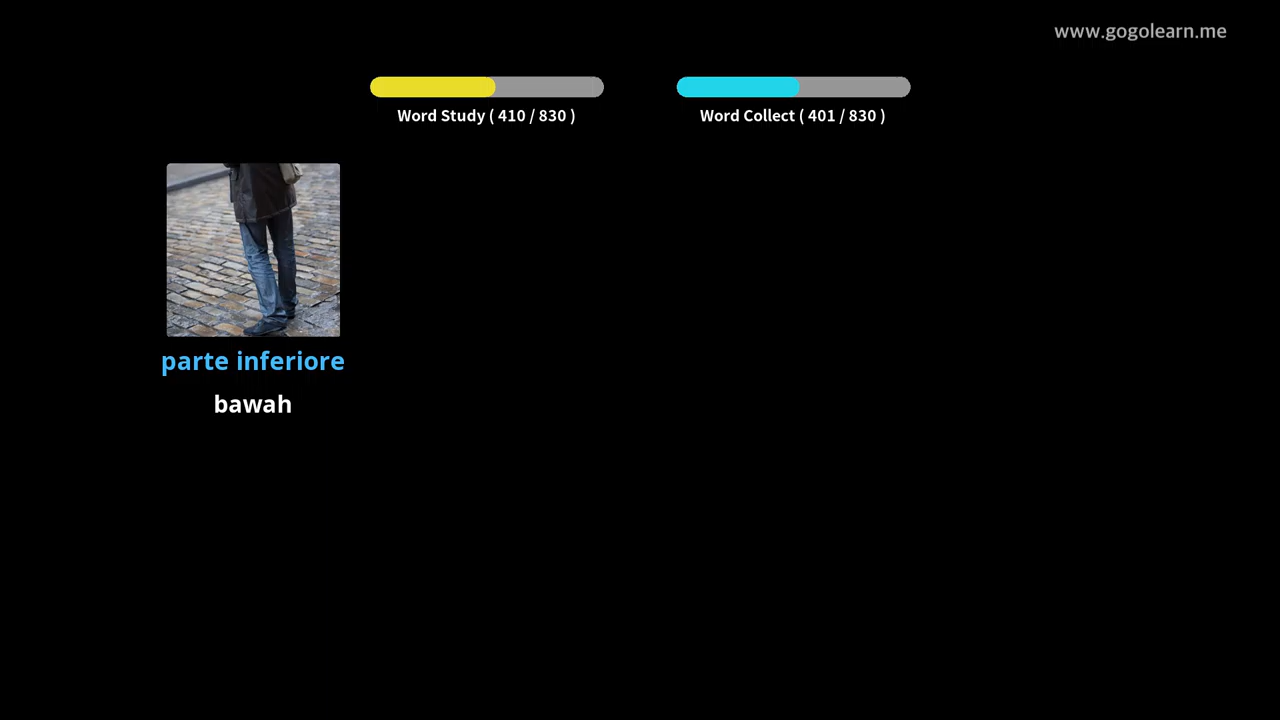 www.gogolearn.me
Word Study ( 410 / 830 )
Word Collect ( 401 / 830 )
parte inferiore
bawah